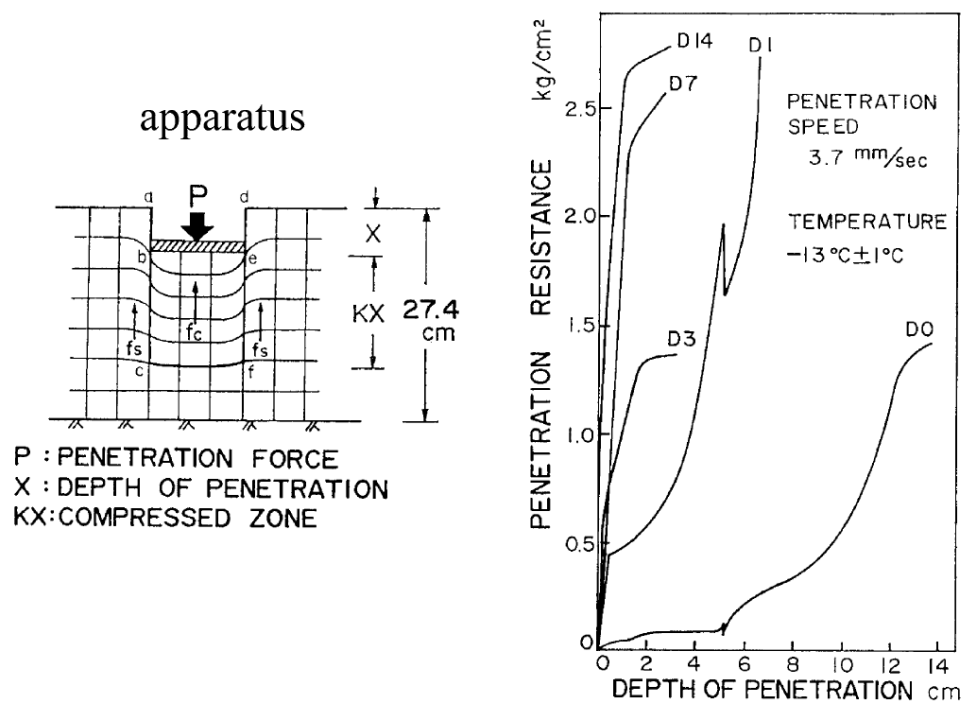 apparatus
a
P
d
X
b
e
KX
27.4
cm
fs
fc
fs
c
f
P : PENETRATION FORCE
X : DEPTH OF PENETRATION
KX: COMPRESSED ZONE
kg/cm²
PENETRATION RESISTANCE
2.5
2.0
1.5
1.0
0.5
0
D14
D1
D7
D3
D0
PENETRATION
SPEED
3.7 mm/sec
TEMPERATURE
-13°C±1°C
0 2 4 6 8 10 12 14
DEPTH OF PENETRATION cm